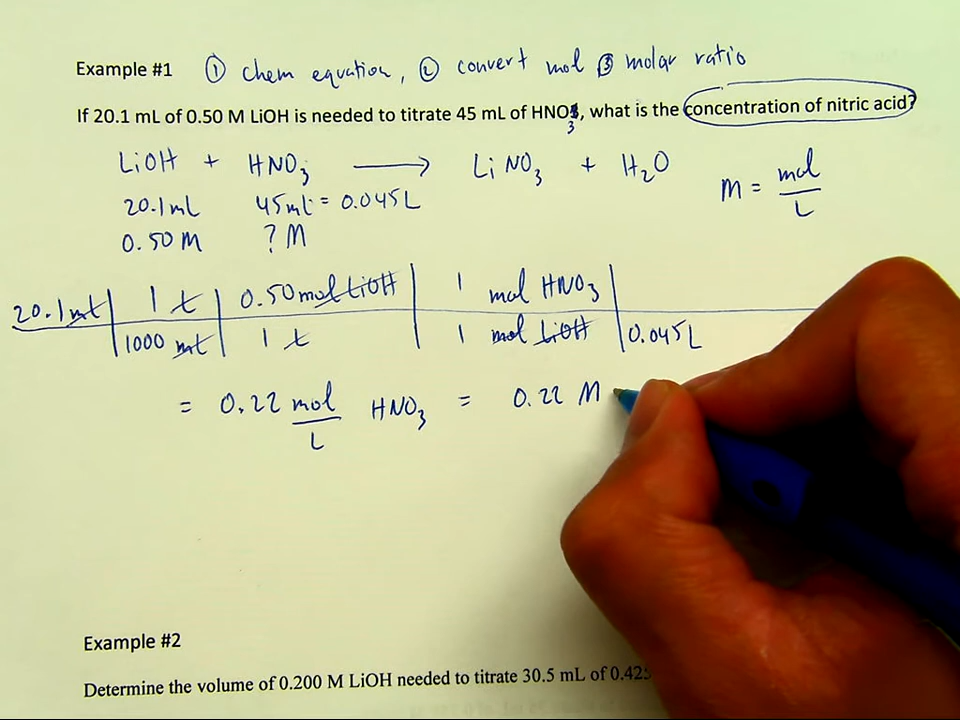 Example #1 ① chem equation, ② convert mol ③ molar ratio
If 20.1 mL of 0.50 M LiOH is needed to titrate 45 mL of HNO3, what is the concentration of nitric acid?
LiOH + HNO3 → LiNO3 + H2O M = mol / L
20.1 ml 45 ml = 0.045 L
0.50 M ? M
20.1 ml | 1 L | 0.50 mol LiOH | 1 mol HNO3 |
1000 ml | 1 L | 1 mol LiOH | 0.045 L
= 0.22 mol / L HNO3 = 0.22 M
Example #2
Determine the volume of 0.200 M LiOH needed to titrate 30.5 mL of